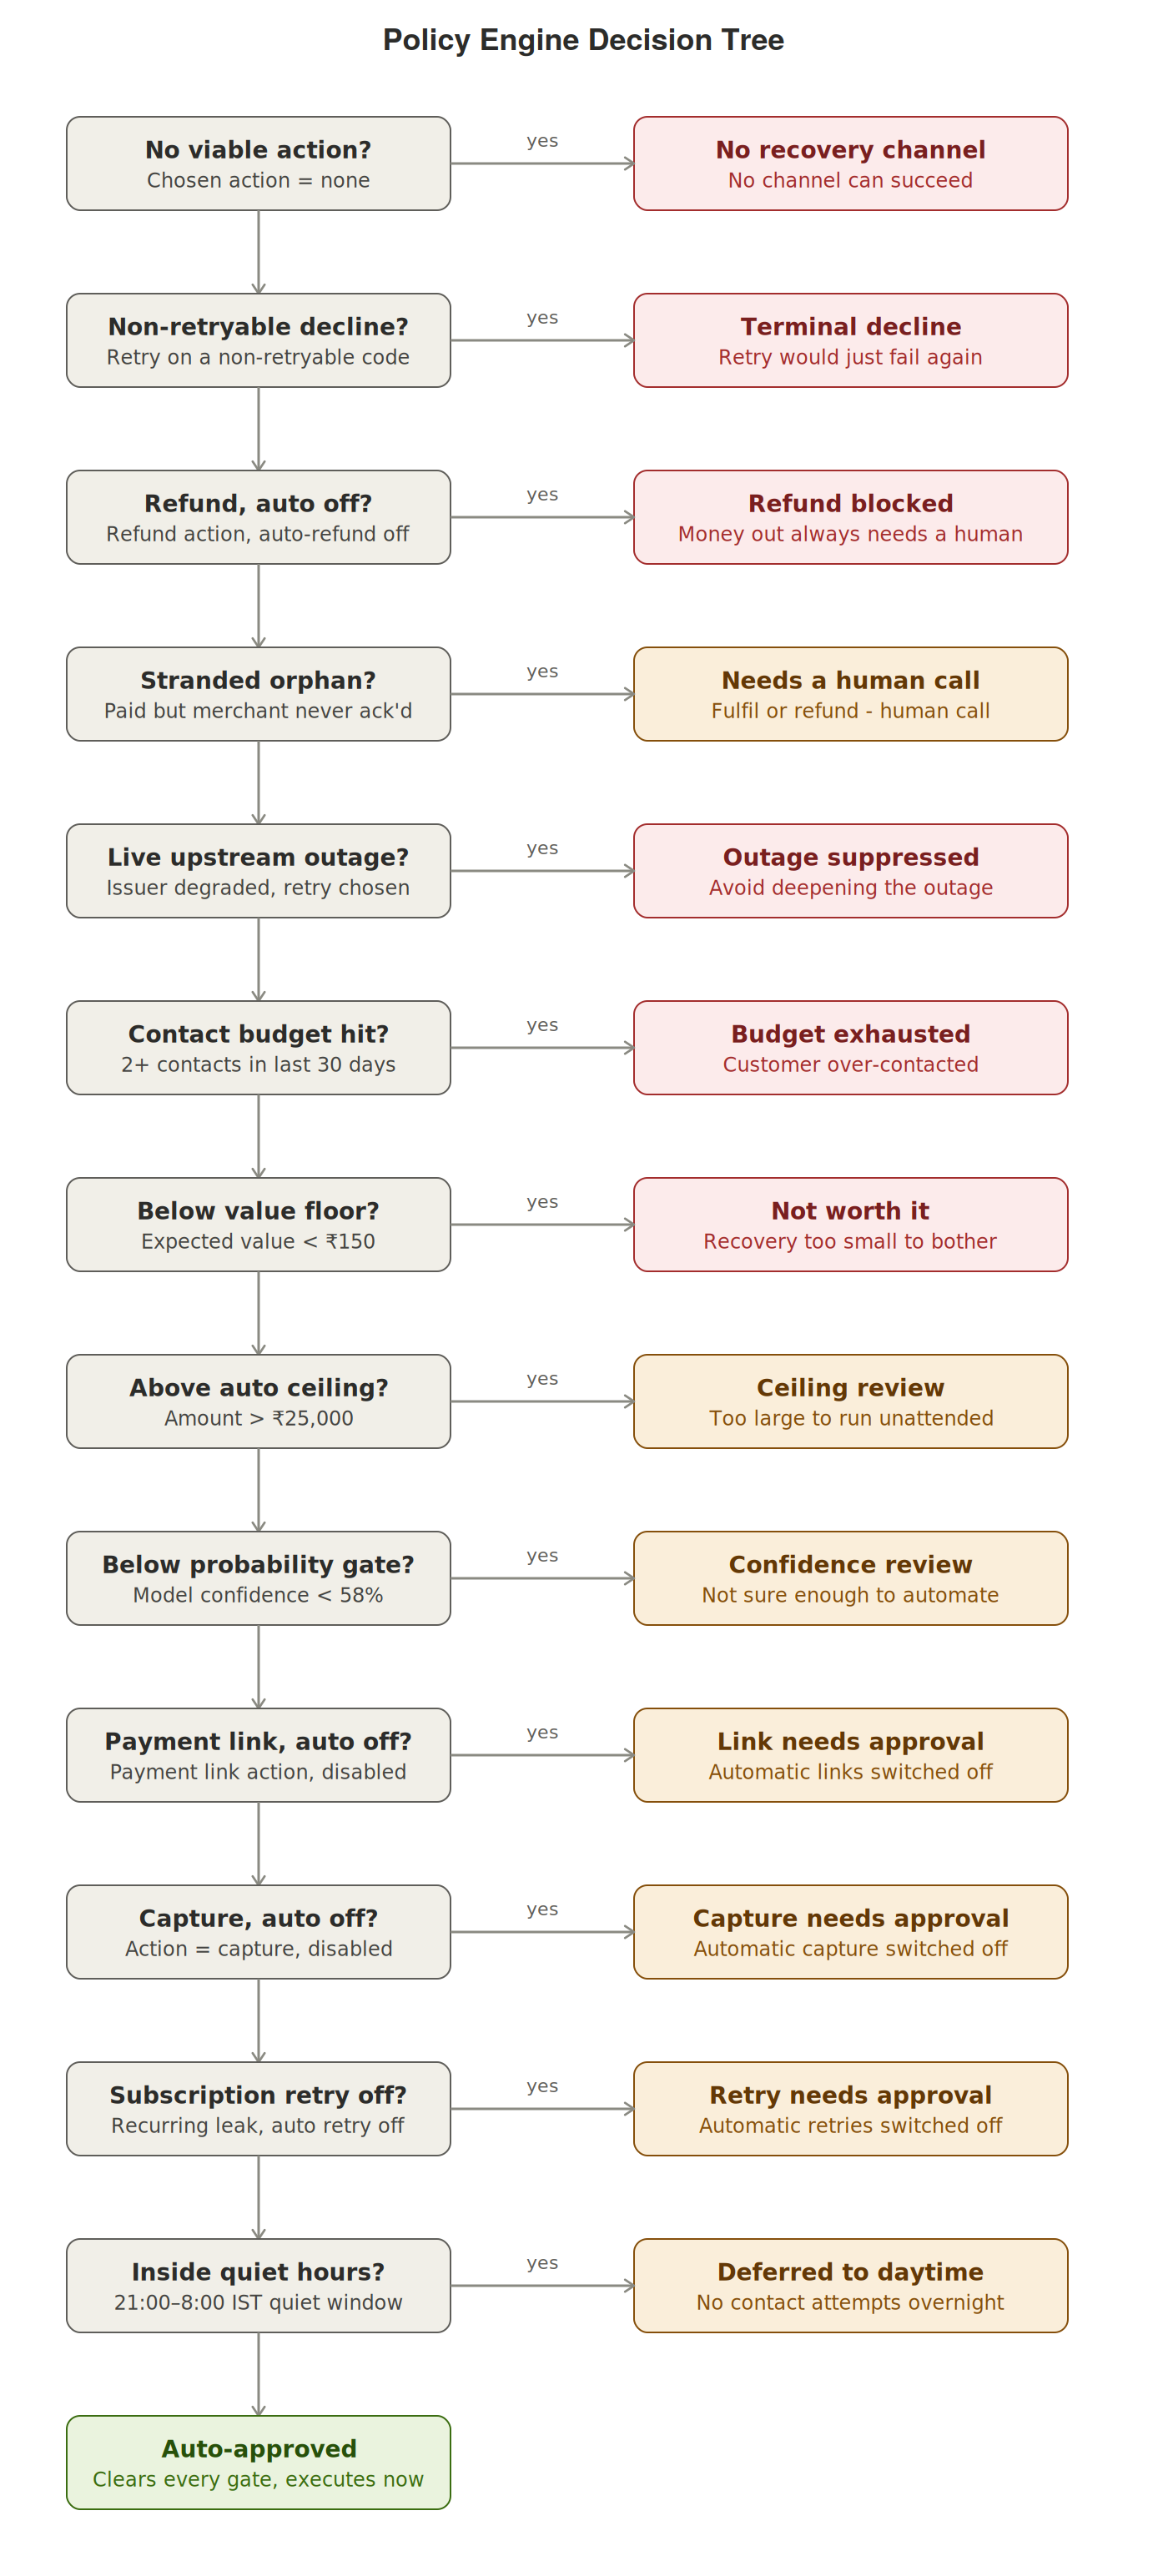 Policy Engine Decision Tree
No viable action?
Chosen action = none
yes
No recovery channel
No channel can succeed
Non-retryable decline?
Retry on a non-retryable code
yes
Terminal decline
Retry would just fail again
Refund, auto off?
Refund action, auto-refund off
yes
Refund blocked
Money out always needs a human
Stranded orphan?
Paid but merchant never ack'd
yes
Needs a human call
Fulfil or refund - human call
Live upstream outage?
Issuer degraded, retry chosen
yes
Outage suppressed
Avoid deepening the outage
Contact budget hit?
2+ contacts in last 30 days
yes
Budget exhausted
Customer over-contacted
Below value floor?
Expected value < ₹150
yes
Not worth it
Recovery too small to bother
Above auto ceiling?
Amount > ₹25,000
yes
Ceiling review
Too large to run unattended
Below probability gate?
Model confidence < 58%
yes
Confidence review
Not sure enough to automate
Payment link, auto off?
Payment link action, disabled
yes
Link needs approval
Automatic links switched off
Capture, auto off?
Action = capture, disabled
yes
Capture needs approval
Automatic capture switched off
Subscription retry off?
Recurring leak, auto retry off
yes
Retry needs approval
Automatic retries switched off
Inside quiet hours?
21:00–8:00 IST quiet window
yes
Deferred to daytime
No contact attempts overnight
Auto-approved
Clears every gate, executes now